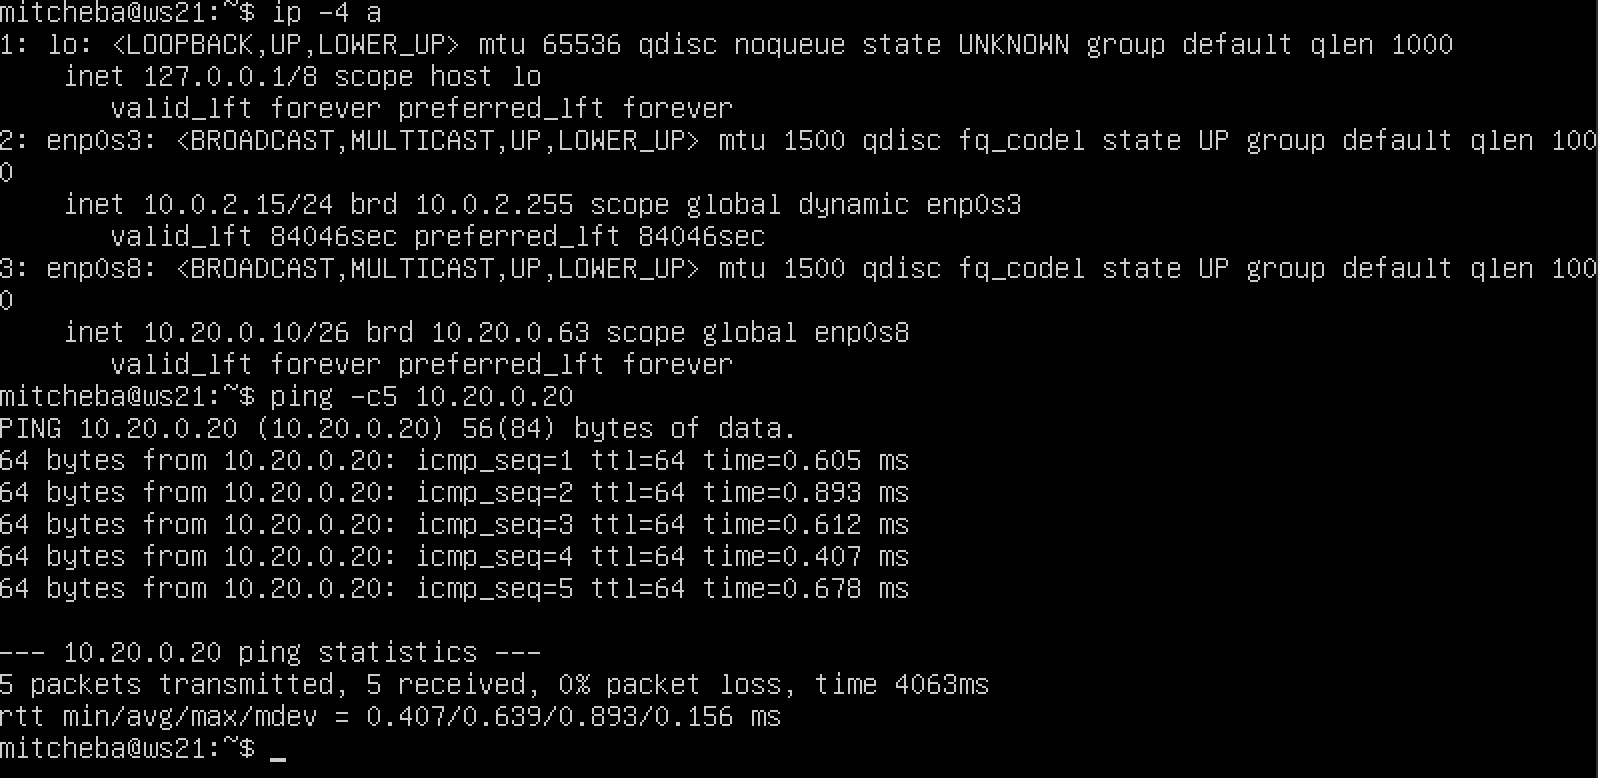 mitcheba@ws21:~$ ip -4 a
1: lo: <LOOPBACK,UP,LOWER_UP> mtu 65536 qdisc noqueue state UNKNOWN group default qlen 1000
    inet 127.0.0.1/8 scope host lo
       valid_lft forever preferred_lft forever
2: enp0s3: <BROADCAST,MULTICAST,UP,LOWER_UP> mtu 1500 qdisc fq_codel state UP group default qlen 100
0
    inet 10.0.2.15/24 brd 10.0.2.255 scope global dynamic enp0s3
       valid_lft 84046sec preferred_lft 84046sec
3: enp0s8: <BROADCAST,MULTICAST,UP,LOWER_UP> mtu 1500 qdisc fq_codel state UP group default qlen 100
0
    inet 10.20.0.10/26 brd 10.20.0.63 scope global enp0s8
       valid_lft forever preferred_lft forever
mitcheba@ws21:~$ ping -c5 10.20.0.20
PING 10.20.0.20 (10.20.0.20) 56(84) bytes of data.
64 bytes from 10.20.0.20: icmp_seq=1 ttl=64 time=0.605 ms
64 bytes from 10.20.0.20: icmp_seq=2 ttl=64 time=0.893 ms
64 bytes from 10.20.0.20: icmp_seq=3 ttl=64 time=0.612 ms
64 bytes from 10.20.0.20: icmp_seq=4 ttl=64 time=0.407 ms
64 bytes from 10.20.0.20: icmp_seq=5 ttl=64 time=0.678 ms

--- 10.20.0.20 ping statistics ---
5 packets transmitted, 5 received, 0% packet loss, time 4063ms
rtt min/avg/max/mdev = 0.407/0.639/0.893/0.156 ms
mitcheba@ws21:~$ _